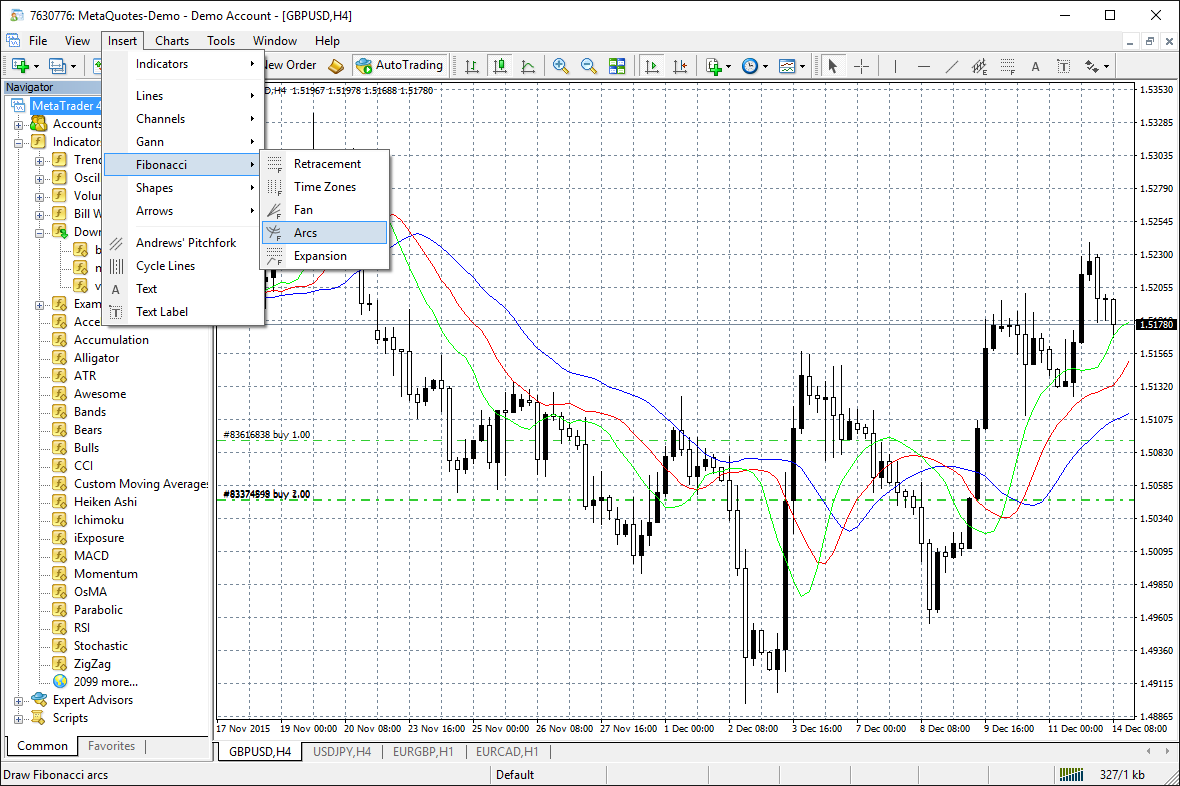 7630776: MetaQuotes-Demo - Demo Account - [GBPUSD,H4]
File View Insert Charts Tools Window Help
New Order AutoTrading
Indicators
Lines
Channels
Gann
Fibonacci
Shapes
Arrows
Andrews' Pitchfork
Cycle Lines
A Text
T Text Label
Retracement
Time Zones
Fan
Arcs
Expansion
Navigator
MetaTrader 4
Accounts
Indicator
Tren
Oscil
Volu
Bill W
Down
b
v
Exam
Acce
Accumulation
Alligator
ATR
Awesome
Bands
Bears
Bulls
CCI
Custom Moving Averages
Heiken Ashi
Ichimoku
iExposure
MACD
Momentum
OsMA
Parabolic
RSI
Stochastic
ZigZag
2099 more...
Expert Advisors
Scripts
Common Favorites
D,H4 1.51967 1.51978 1.51688 1.51780
#83616838 buy 1.00
1.53530
1.53285
1.53035
1.52790
1.52545
1.52300
1.52055
1.51780
1.51565
1.51320
1.51075
1.50830
1.50585
1.50340
1.50095
1.49850
1.49605
1.49360
1.49115
1.48865
17 Nov 2015 19 Nov 00:00 20 Nov 08:00 23 Nov 16:00 25 Nov 00:00 26 Nov 08:00 27 Nov 16:00 1 Dec 00:00 2 Dec 08:00 3 Dec 16:00 7 Dec 00:00 8 Dec 08:00 9 Dec 16:00 11 Dec 00:00 14 Dec 08:00
GBPUSD,H4 USDJPY,H4 EURGBP,H1 EURCAD,H1
Draw Fibonacci arcs Default 327/1 kb